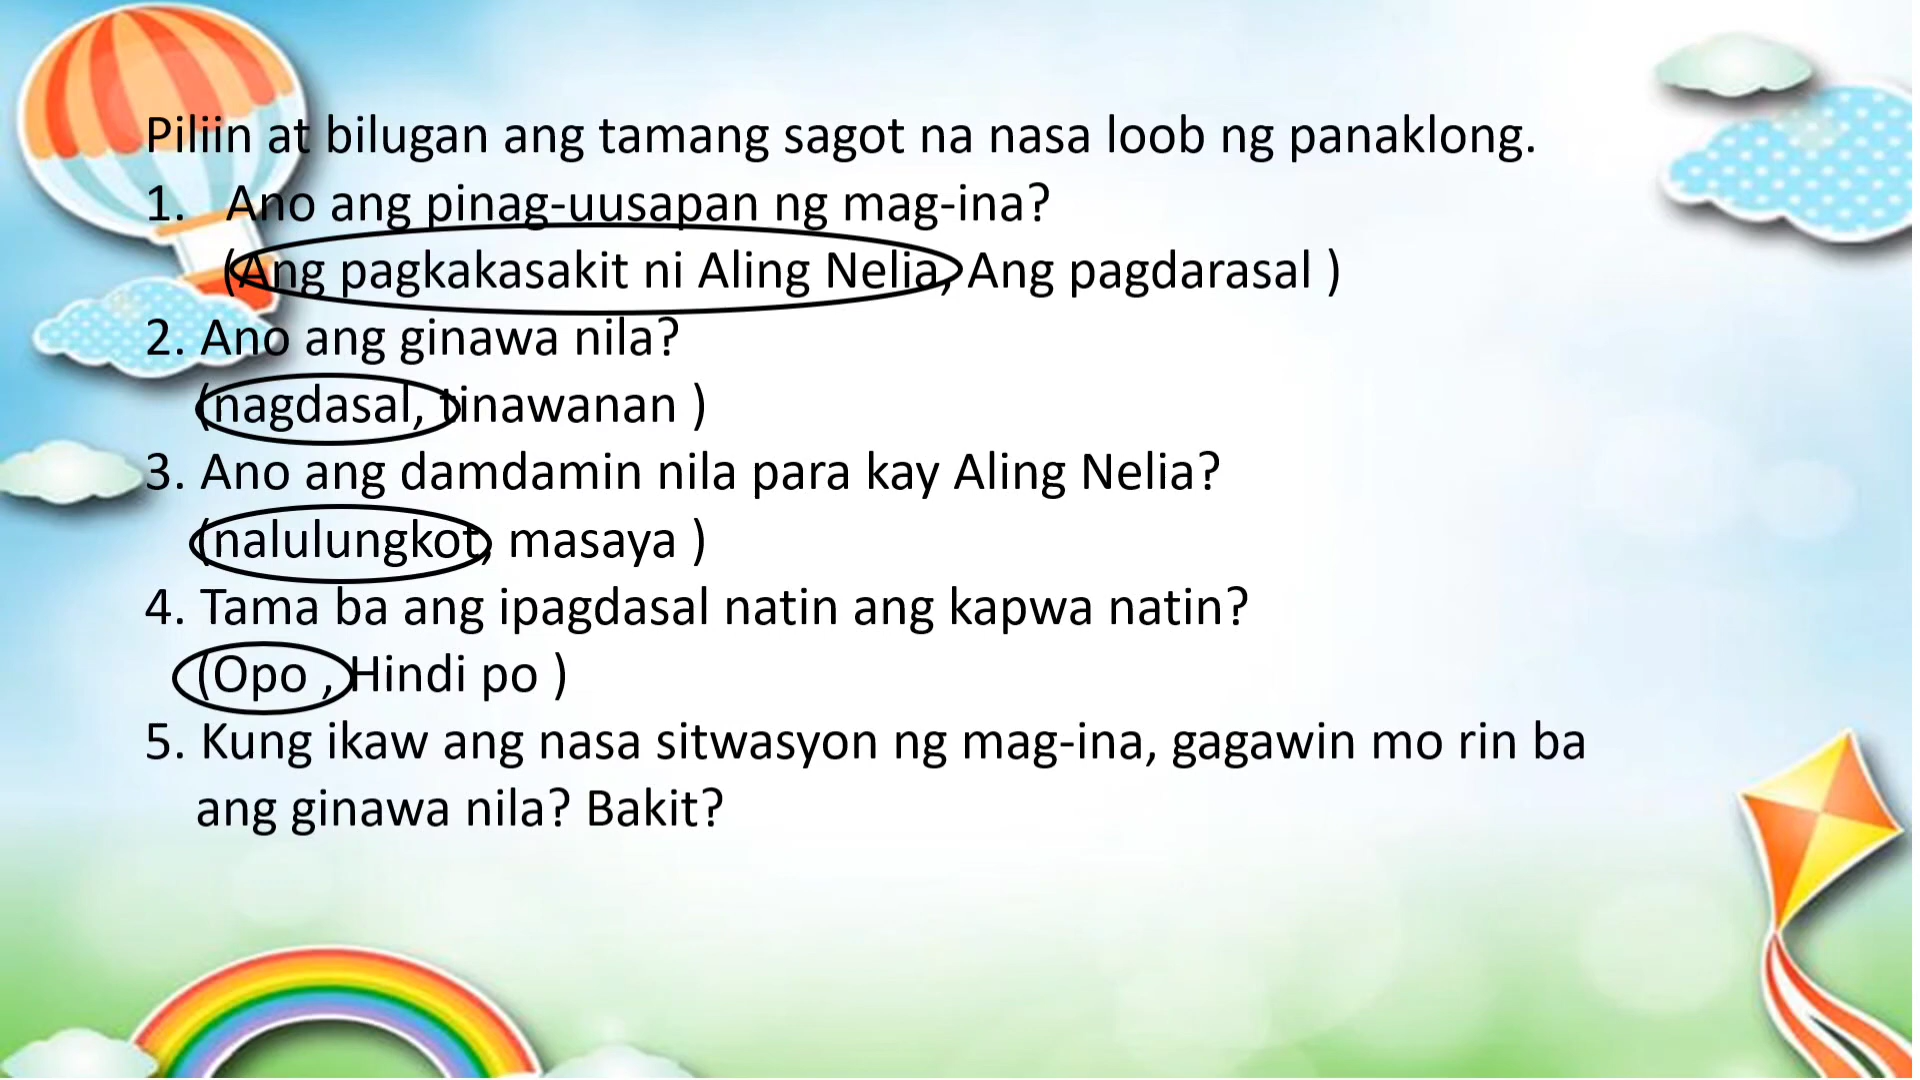 Piliin at bilugan ang tamang sagot na nasa loob ng panaklong.
1. Ano ang pinag-uusapan ng mag-ina?
(Ang pagkakasakit ni Aling Nelia, Ang pagdarasal )
2. Ano ang ginawa nila?
(nagdasal, tinawanan )
3. Ano ang damdamin nila para kay Aling Nelia?
(nalulungkot, masaya )
4. Tama ba ang ipagdasal natin ang kapwa natin?
(Opo , Hindi po )
5. Kung ikaw ang nasa sitwasyon ng mag-ina, gagawin mo rin ba
ang ginawa nila? Bakit?